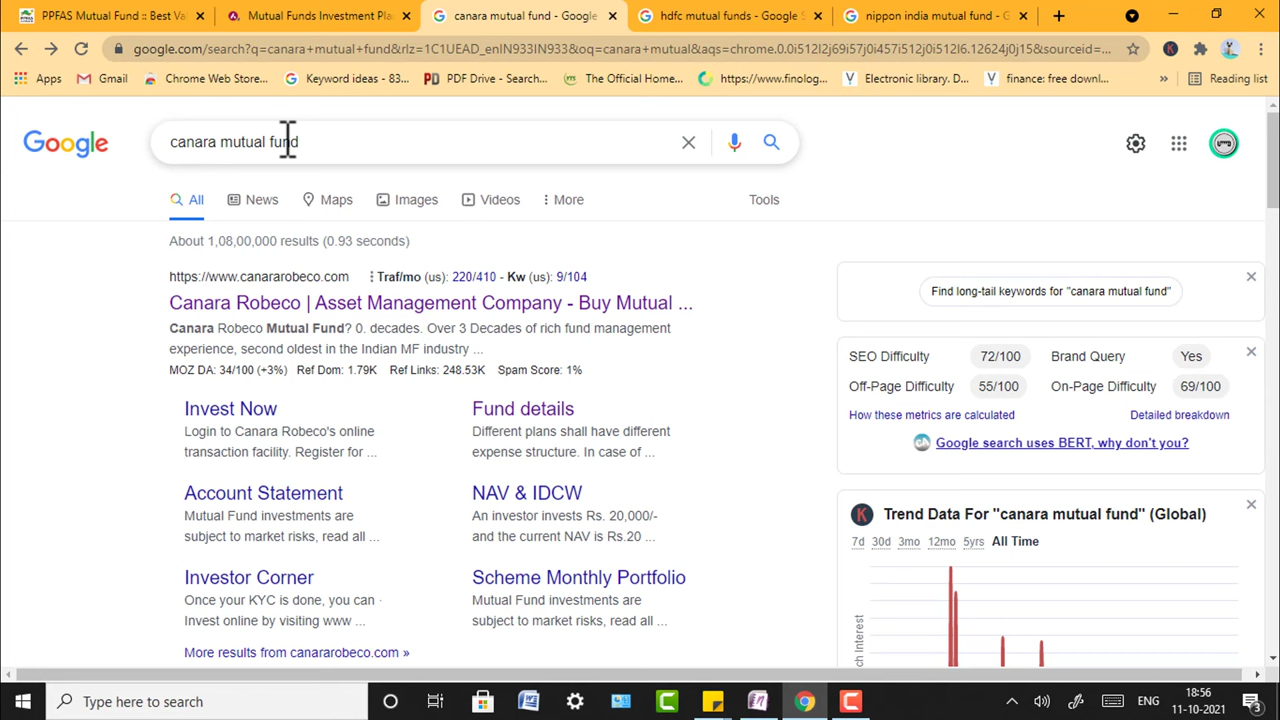 PPFAS Mutual Fund :: Best Val
Mutual Funds Investment Pla
canara mutual fund - Google
hdfc mutual funds - Google S
nippon india mutual fund - G
google.com/search?q=canara+mutual+fund&rlz=1C1UEAD_enIN933IN933&oq=canara+mutual&aqs=chrome.0.0i512l2j69i57j0i457i512j0i512l6.12624j0j15&sourceid=...
Apps
Gmail
Chrome Web Store...
Keyword ideas - 83...
PDF Drive - Search...
The Official Home...
https://www.finolog...
Electronic library. D...
finance: free downl...
»
Reading list
Google
canara mutual fund
All
News
Maps
Images
Videos
More
Tools
About 1,08,00,000 results (0.93 seconds)
https://www.canararobeco.com
Traf/mo (us): 220/410 - Kw (us): 9/104
Canara Robeco | Asset Management Company - Buy Mutual ...
Canara Robeco Mutual Fund? 0. decades. Over 3 Decades of rich fund management
experience, second oldest in the Indian MF industry ...
MOZ DA: 34/100 (+3%) Ref Dom: 1.79K Ref Links: 248.53K Spam Score: 1%
Invest Now
Login to Canara Robeco's online
transaction facility. Register for ...
Fund details
Different plans shall have different
expense structure. In case of ...
Account Statement
Mutual Fund investments are
subject to market risks, read all ...
NAV & IDCW
An investor invests Rs. 20,000/-
and the current NAV is Rs.20 ...
Investor Corner
Once your KYC is done, you can ·
Invest online by visiting www ...
Scheme Monthly Portfolio
Mutual Fund investments are
subject to market risks, read all ...
More results from canararobeco.com »
Find long-tail keywords for "canara mutual fund"
SEO Difficulty 72/100 Brand Query Yes
Off-Page Difficulty 55/100 On-Page Difficulty 69/100
How these metrics are calculated
Detailed breakdown
Google search uses BERT, why don't you?
K
Trend Data For "canara mutual fund" (Global)
7d 30d 3mo 12mo 5yrs All Time
ch Interest
Type here to search
ENG
18:56
11-10-2021
3